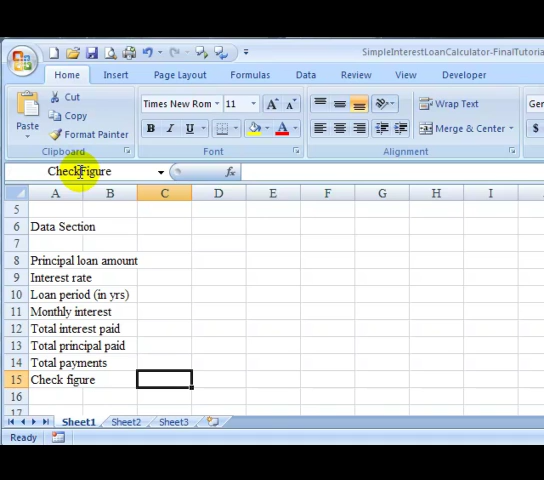 SimpleInterestLoanCalculator-FinalTutoria
Home Insert Page Layout Formulas Data Review View Developer
Paste
Cut
Copy
Format Painter
Times New Rom 11 A A
B I U A
Wrap Text
Merge & Center
Gen
$
Clipboard Font Alignment
CheckFigure fx
A B C D E F G H I
5
6 Data Section
7
8 Principal loan amount
9 Interest rate
10 Loan period (in yrs)
11 Monthly interest
12 Total interest paid
13 Total principal paid
14 Total payments
15 Check figure
16
17
Sheet1 Sheet2 Sheet3
Ready